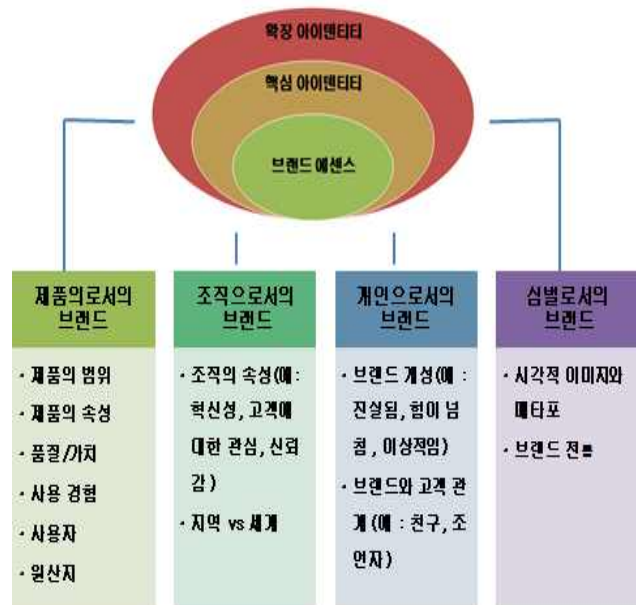 확장 아이덴티티
핵심 아이덴티티
브랜드 에센스
제품의로서의
브랜드
· 제품의 범위
· 제품의 속성
· 품질/가치
· 사용 경험
· 사용자
· 원산지
조직으로서의
브랜드
· 조직의 속성(예:
혁신성, 고객에
대한 관심, 신뢰
감)
· 지역 vs 세계
개인으로서의
브랜드
· 브랜드 개성(예:
진실됨, 힘이 넘
침, 이상적임)
· 브랜드와 고객 관
계(예 : 친구, 조
언자)
심벌로서의
브랜드
· 시각적 이미지와
메타포
· 브랜드 전통